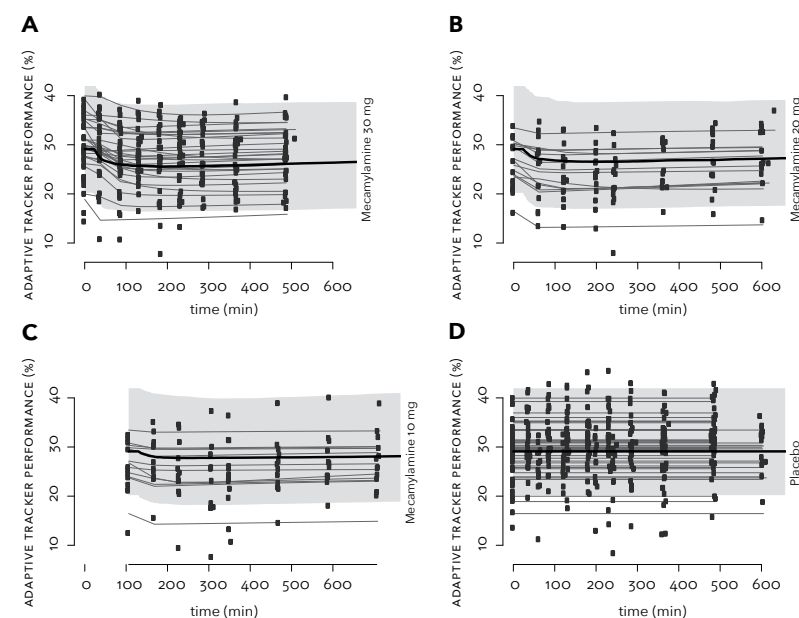 A
ADAPTIVE TRACKER PERFORMANCE (%)
40
30
20
10
0 100 200 300 400 500 600
time (min)
Mecamylamine 30 mg
B
ADAPTIVE TRACKER PERFORMANCE (%)
40
30
20
10
0 100 200 300 400 500 600
time (min)
Mecamylamine 20 mg
C
ADAPTIVE TRACKER PERFORMANCE (%)
40
30
20
10
0 100 200 300 400 500 600
time (min)
Mecamylamine 10 mg
D
ADAPTIVE TRACKER PERFORMANCE (%)
40
30
20
10
0 100 200 300 400 500 600
time (min)
Placebo